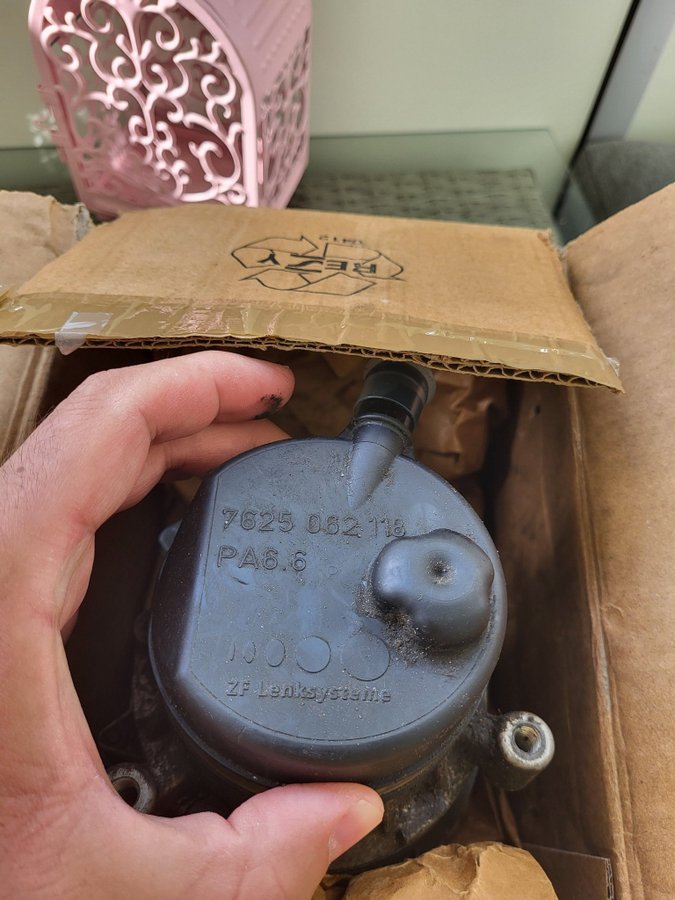 RESY
7625 062 118
PA6.6
ZF Lenksysteme